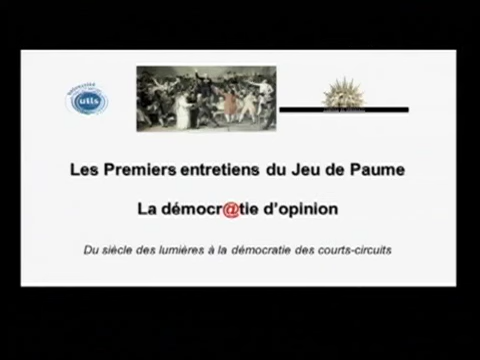 utls
Les Premiers entretiens du Jeu de Paume
La démocr@tie d'opinion
Du siècle des lumières à la démocratie des courts-circuits